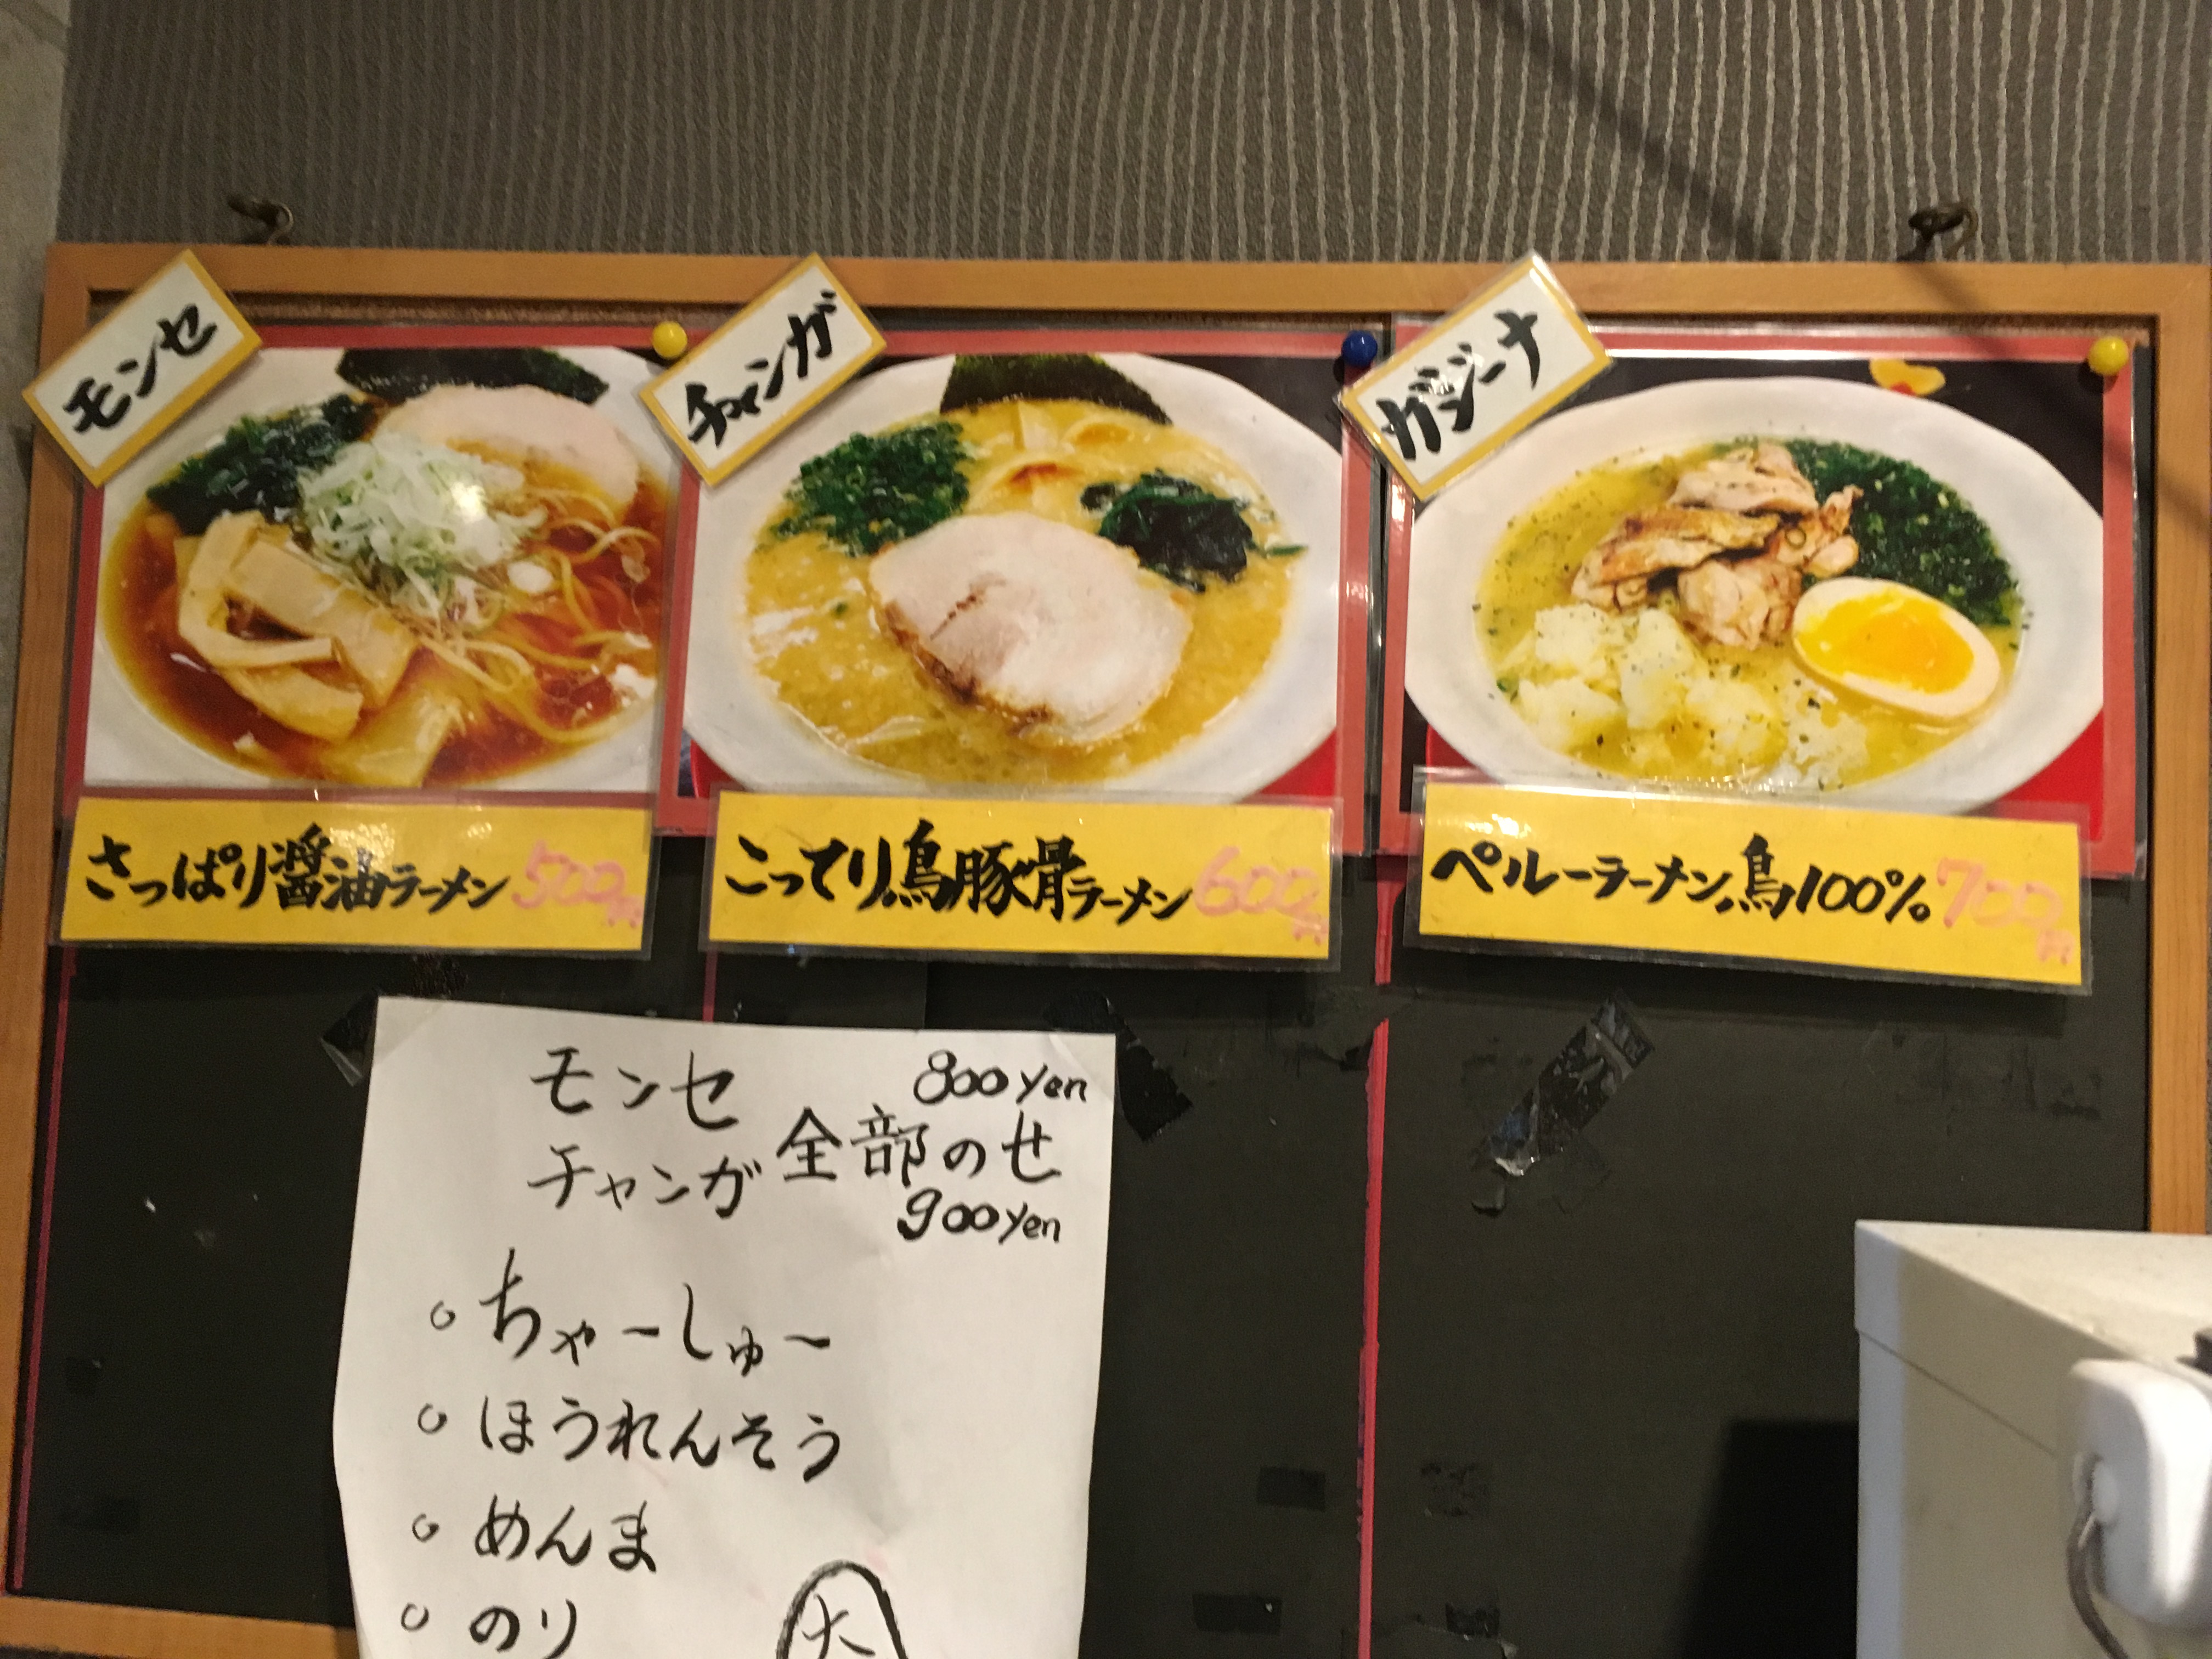 モンセ
チャンガ
ガジーナ
さっぱり醤油ラーメン 500円
こってり鳥豚骨ラーメン 600円
ペルーラーメン鳥100% 700円
モンセ 800yen
チャンガ 全部のせ
900yen
○ ちゃーしゅー
○ ほうれんそう
○ めんま
○ のり
大